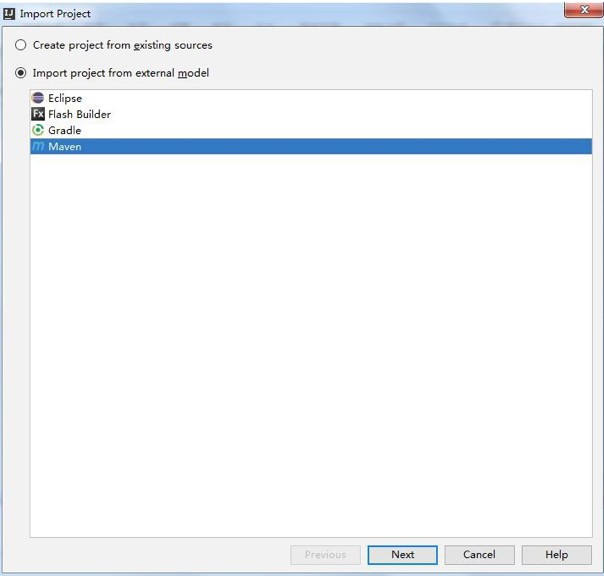 Import Project
Create project from existing sources
Import project from external model
Eclipse
Fx Flash Builder
Gradle
Maven
Previous Next Cancel Help